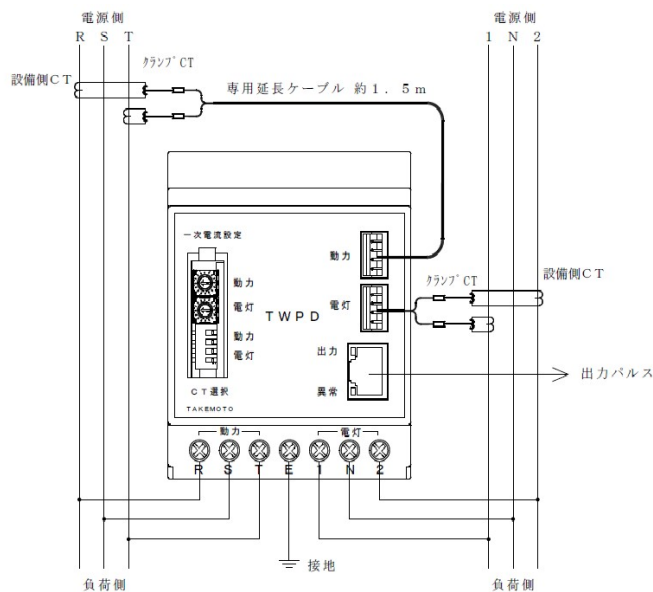 電源側
R S T
電源側
1 N 2
クランプCT
設備側CT
専用延長ケーブル 約1.5m
一次電流設定
動力
電灯
動力
電灯
CT選択
TAKEMOTO
TWPD
動力
電灯
出力
異常
クランプCT
設備側CT
出力パルス
動力
電灯
R S T E 1 N 2
接地
負荷側
負荷側